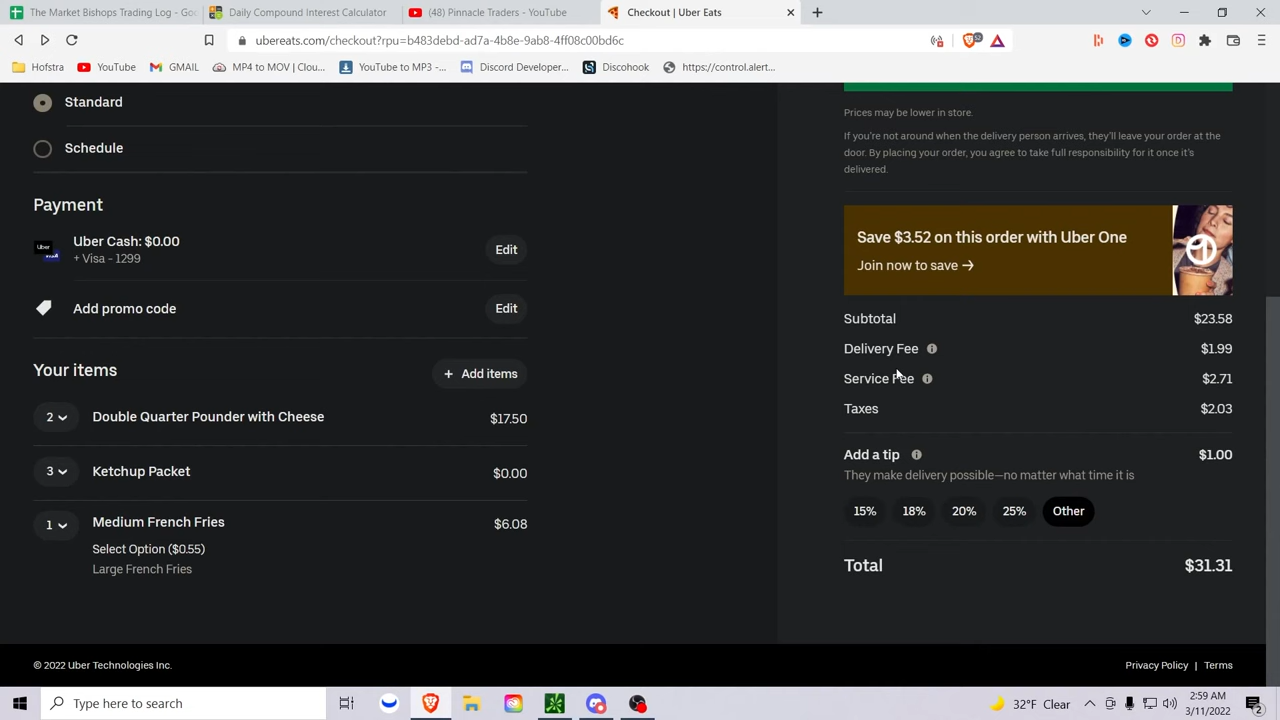 The Market Bishops Trading Log - Goo
Daily Compound Interest Calculator
(48) Pinnacle Traders - YouTube
Checkout | Uber Eats
ubereats.com/checkout?rpu=b483debd-ad7a-4b8e-9ab8-4ff08c00bd6c
Hofstra
YouTube
GMAIL
MP4 to MOV | Clou...
YouTube to MP3 -...
Discord Developer...
Discohook
https://control.alert...
Standard
Schedule
Payment
Uber Cash: $0.00
+ Visa - 1299
Edit
Add promo code
Edit
Your items
+ Add items
2 Double Quarter Pounder with Cheese $17.50
3 Ketchup Packet $0.00
1 Medium French Fries $6.08
Select Option ($0.55)
Large French Fries
Prices may be lower in store.
If you're not around when the delivery person arrives, they'll leave your order at the
door. By placing your order, you agree to take full responsibility for it once it's
delivered.
Save $3.52 on this order with Uber One
Join now to save →
Subtotal $23.58
Delivery Fee $1.99
Service Fee $2.71
Taxes $2.03
Add a tip $1.00
They make delivery possible—no matter what time it is
15% 18% 20% 25% Other
Total $31.31
© 2022 Uber Technologies Inc.
Privacy Policy | Terms
Type here to search
32°F Clear
2:59 AM
3/11/2022
2